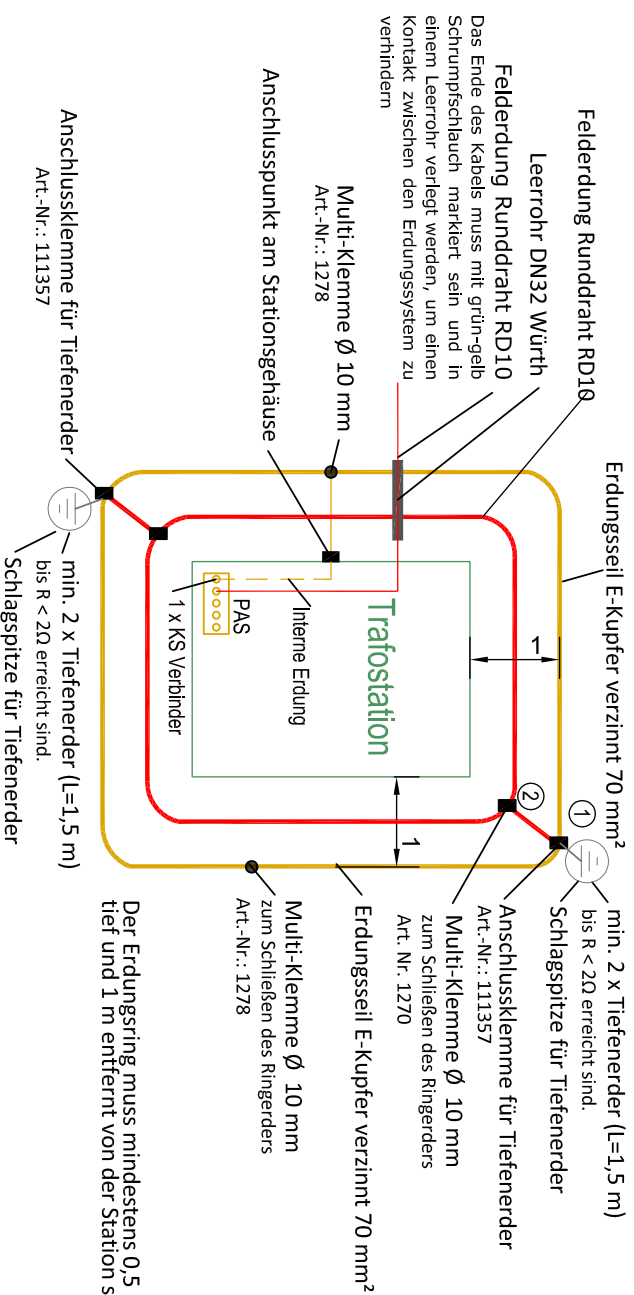 Felderdung Runddraht RD10
Leerrohr DN32 Würth
Felderdung Runddraht RD10
Das Ende des Kabels muss mit grün-gelb
Schrumpfschlauch markiert sein und in
einem Leerrohr verlegt werden, um einen
Kontakt zwischen den Erdungssystem zu
verhindern
Multi-Klemme Ø 10 mm
Art.-Nr.: 1278
Anschlusspunkt am Stationsgehäuse
Anschlussklemme für Tiefenerder
Art.-Nr.: 111357
Erdungsseil E-Kupfer verzinnt 70 mm²
1
Trafostation
Interne Erdung
PAS
1 x KS Verbinder
1
2
1
min. 2 x Tiefenerder (L=1,5 m)
bis R < 2Ω erreicht sind.
Schlagspitze für Tiefenerder
min. 2 x Tiefenerder (L=1,5 m)
bis R < 2Ω erreicht sind.
Schlagspitze für Tiefenerder
Anschlussklemme für Tiefenerder
Art.-Nr.: 111357
Multi-Klemme Ø 10 mm
zum Schließen des Ringerders
Art. Nr. 1270
Erdungsseil E-Kupfer verzinnt 70 mm²
Multi-Klemme Ø 10 mm
zum Schließen des Ringerders
Art.-Nr.: 1278
Der Erdungsring muss mindestens 0,5
tief und 1 m entfernt von der Station s